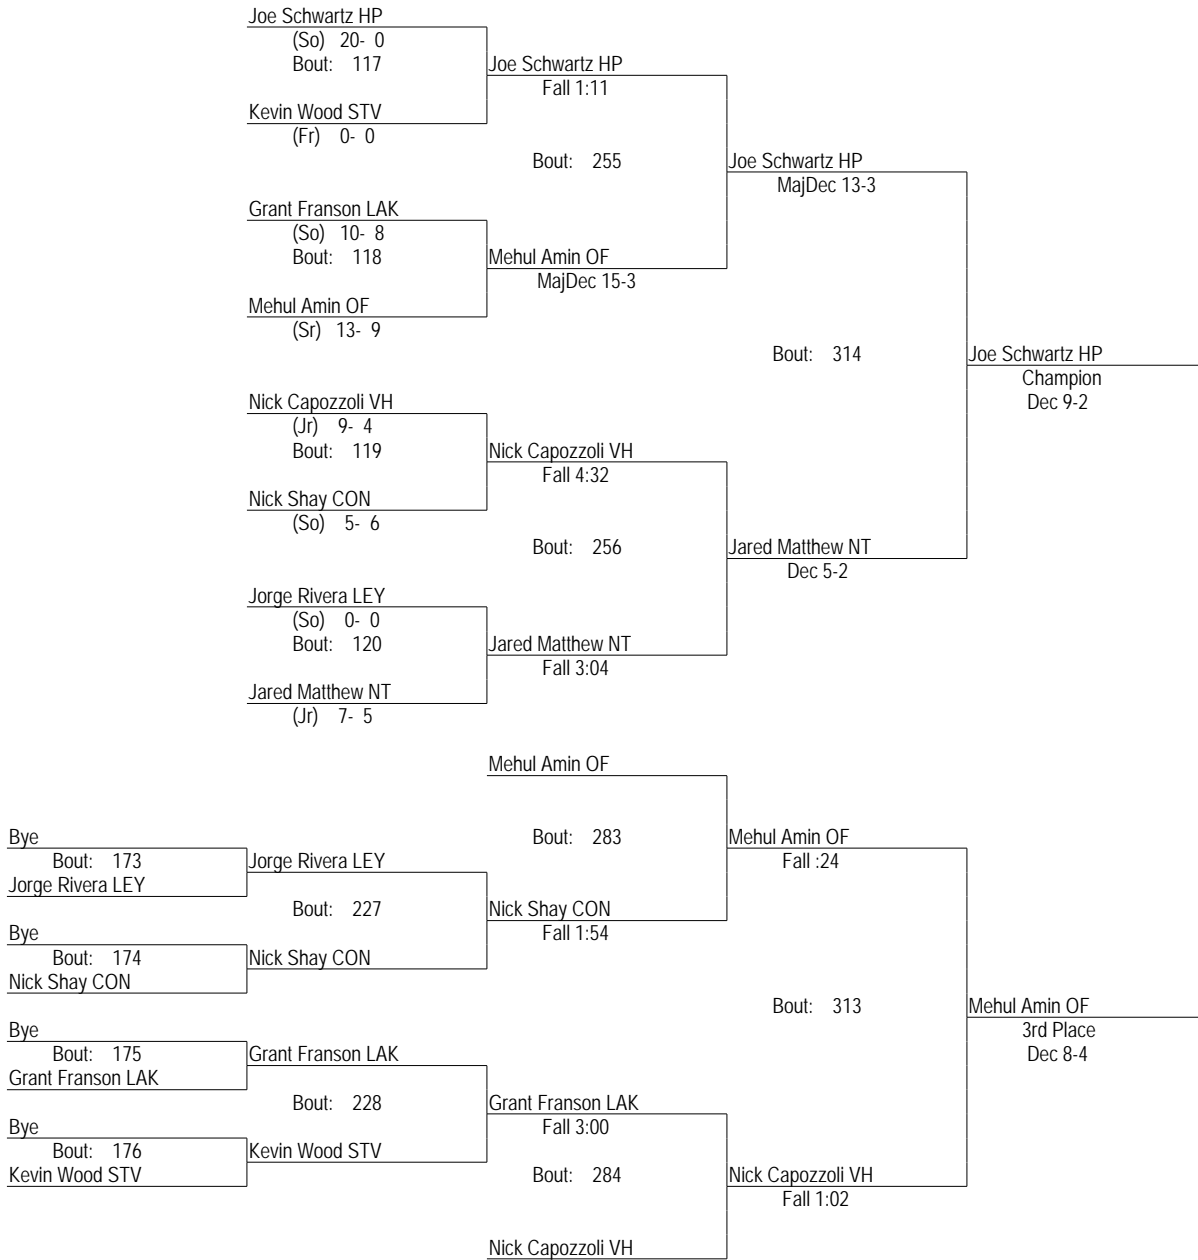 Joe Schwartz HP
(So) 20- 0
Bout: 117
Joe Schwartz HP
Fall 1:11
Kevin Wood STV
(Fr) 0- 0
Bout: 255
Joe Schwartz HP
MajDec 13-3
Grant Franson LAK
(So) 10- 8
Bout: 118
Mehul Amin OF
MajDec 15-3
Mehul Amin OF
(Sr) 13- 9
Bout: 314
Joe Schwartz HP
Champion
Dec 9-2
Nick Capozzoli VH
(Jr) 9- 4
Bout: 119
Nick Capozzoli VH
Fall 4:32
Nick Shay CON
(So) 5- 6
Bout: 256
Jared Matthew NT
Dec 5-2
Jorge Rivera LEY
(So) 0- 0
Bout: 120
Jared Matthew NT
Fall 3:04
Jared Matthew NT
(Jr) 7- 5
Mehul Amin OF
Bout: 283
Mehul Amin OF
Fall :24
Bye
Bout: 173
Jorge Rivera LEY
Jorge Rivera LEY
Bout: 227
Nick Shay CON
Fall 1:54
Bye
Bout: 174
Nick Shay CON
Nick Shay CON
Bout: 313
Mehul Amin OF
3rd Place
Dec 8-4
Bye
Bout: 175
Grant Franson LAK
Grant Franson LAK
Bout: 228
Grant Franson LAK
Fall 3:00
Bye
Bout: 176
Kevin Wood STV
Kevin Wood STV
Bout: 284
Nick Capozzoli VH
Fall 1:02
Nick Capozzoli VH